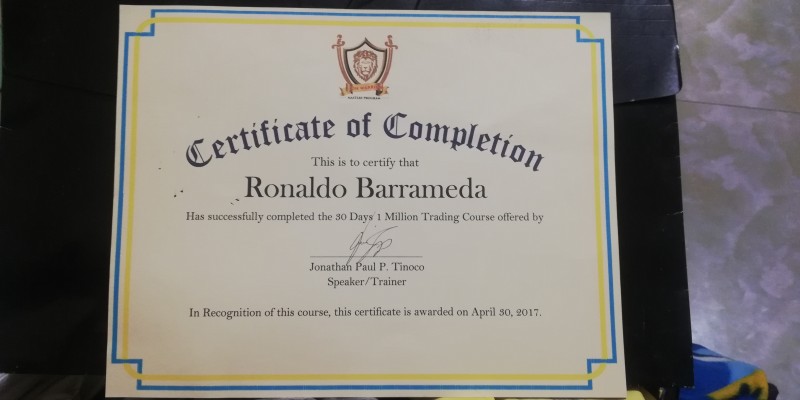 Certificate of Completion
This is to certify that
Ronaldo Barrameda
Has successfully completed the 30 Days 1 Million Trading Course offered by
Jonathan Paul P. Tinoco
Speaker/Trainer
In Recognition of this course, this certificate is awarded on April 30, 2017.